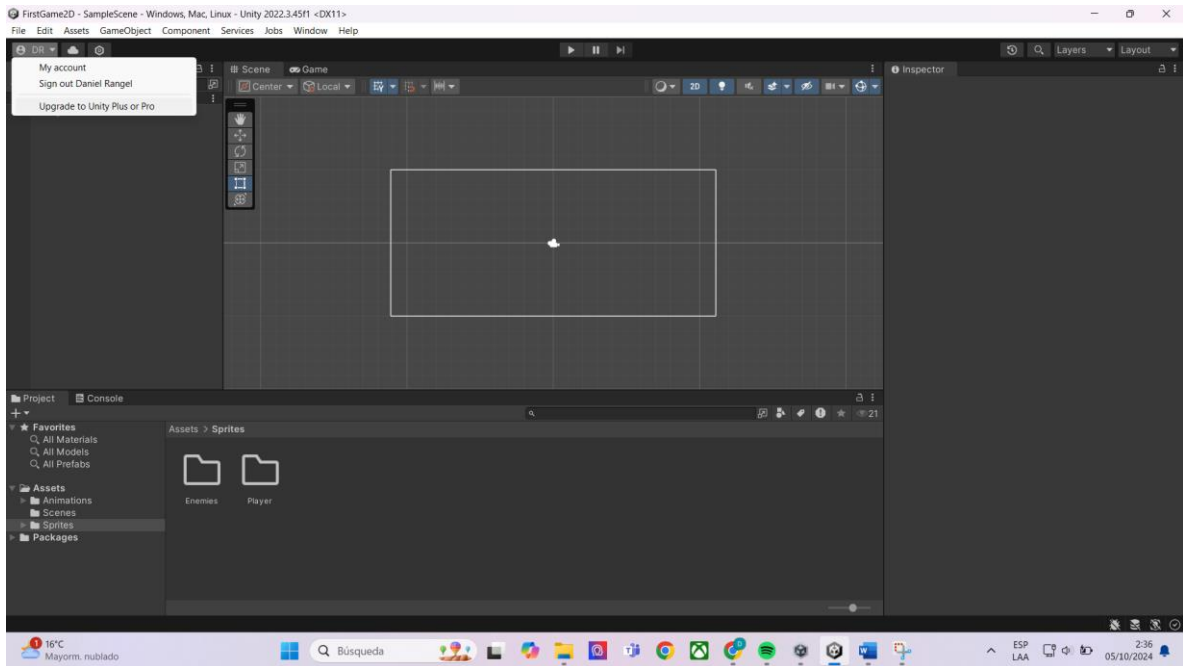 FirstGame2D - SampleScene - Windows, Mac, Linux - Unity 2022.3.45f1 <DX11>
File Edit Assets GameObject Component Services Jobs Window Help
DR Layers Layout
My account
Sign out Daniel Rangel
Upgrade to Unity Plus or Pro
Scene Game
Inspector
Center Local 2D
Project Console
21
Favorites
All Materials
All Models
All Prefabs
Assets
Animations
Scenes
Sprites
Packages
Assets > Sprites
Enemies Player
1
16°C
Mayorm. nublado
Búsqueda
ESP
LAA
2:36
05/10/2024